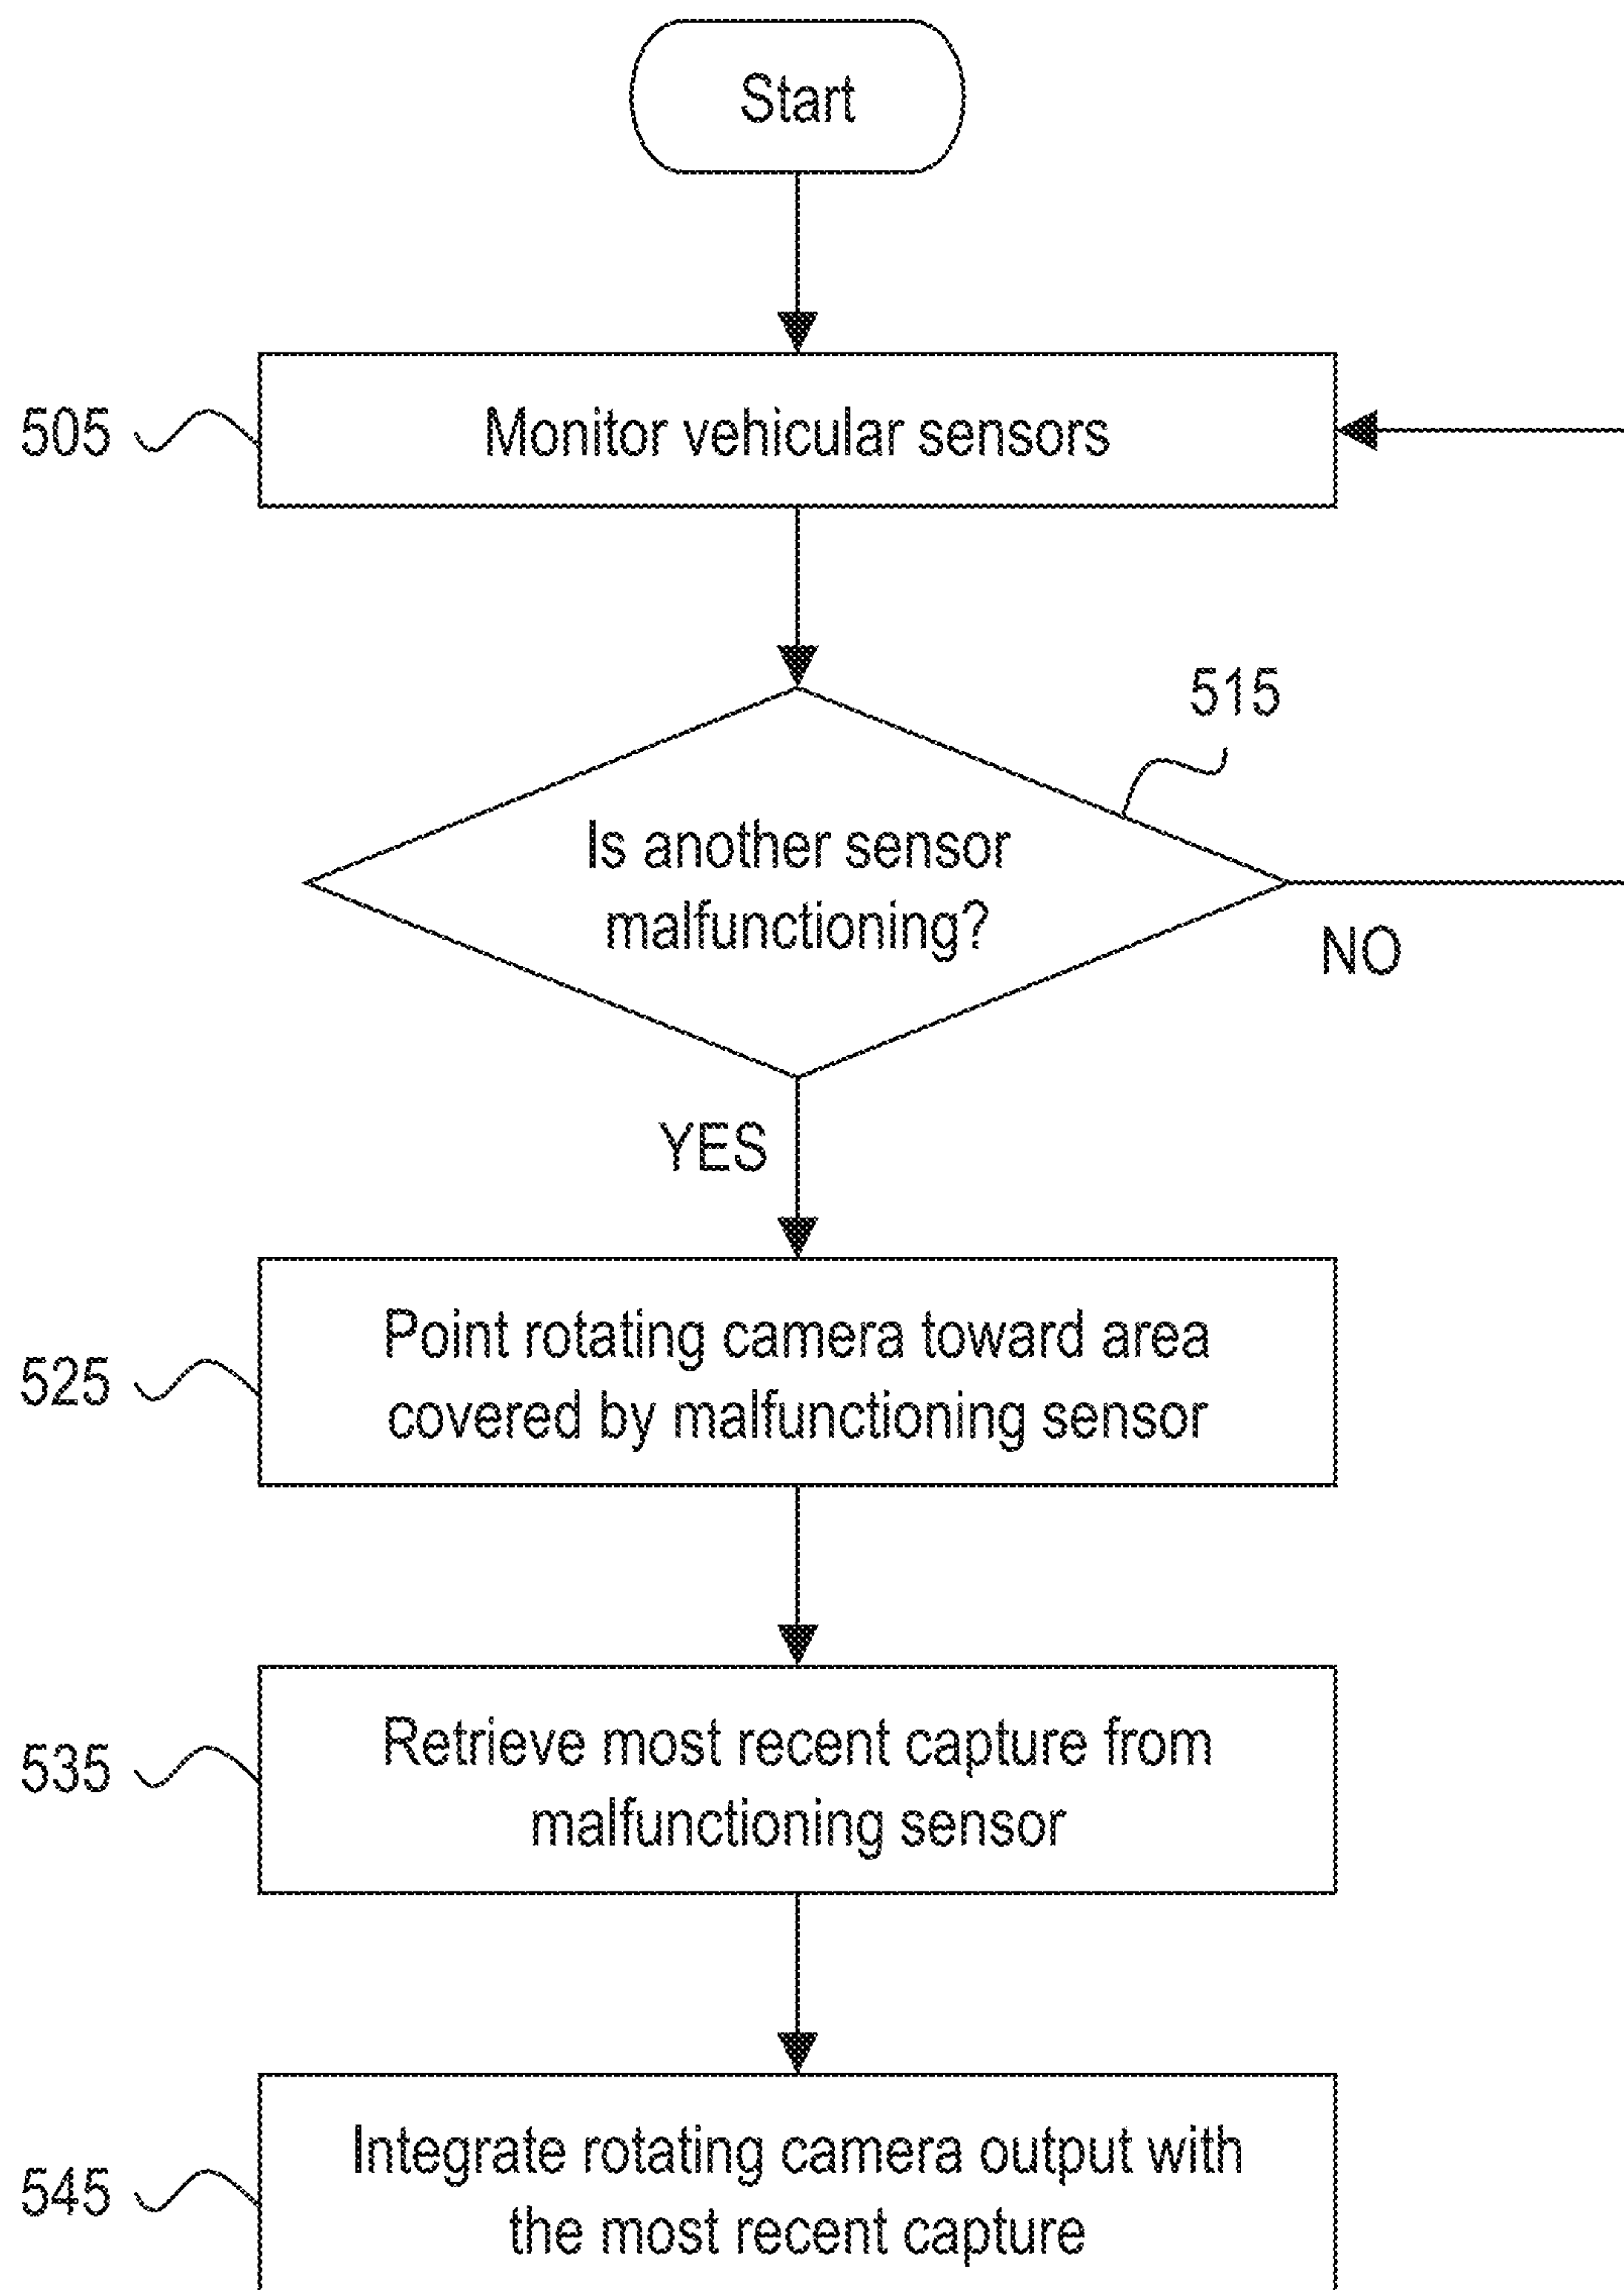 Start
505
Monitor vehicular sensors
515
Is another sensor
malfunctioning?
NO
YES
525
Point rotating camera toward area
covered by malfunctioning sensor
535
Retrieve most recent capture from
malfunctioning sensor
545
Integrate rotating camera output with
the most recent capture